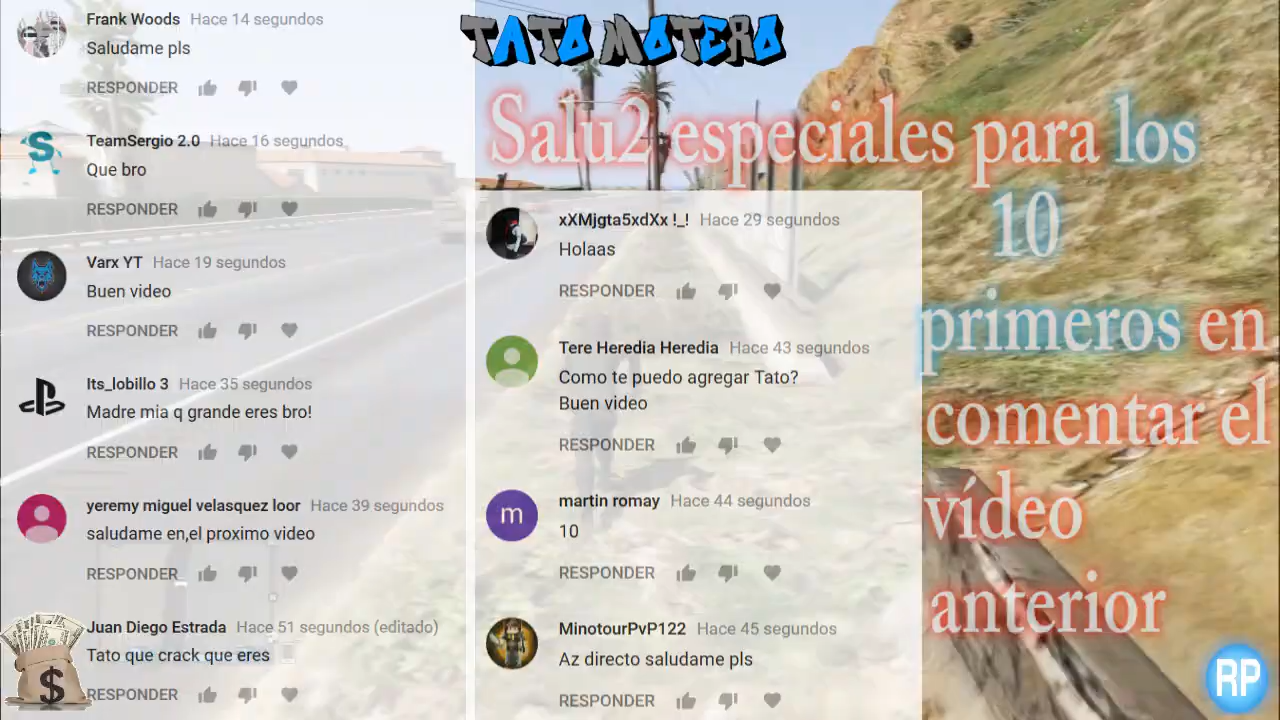 TATO MOTERO
Salu2 especiales para los
10
primeros en
comentar el
vídeo
anterior
Frank Woods Hace 14 segundos
Saludame pls
RESPONDER
TeamSergio 2.0 Hace 16 segundos
Que bro
RESPONDER
Varx YT Hace 19 segundos
Buen video
RESPONDER
Its_lobillo 3 Hace 35 segundos
Madre mia q grande eres bro!
RESPONDER
yeremy miguel velasquez loor Hace 39 segundos
saludame en,el proximo video
RESPONDER
Juan Diego Estrada Hace 51 segundos (editado)
Tato que crack que eres
RESPONDER
$
xXMjgta5xdXx !_! Hace 29 segundos
Holaas
RESPONDER
Tere Heredia Heredia Hace 43 segundos
Como te puedo agregar Tato?
Buen video
RESPONDER
m
martin romay Hace 44 segundos
10
RESPONDER
MinotourPvP122 Hace 45 segundos
Az directo saludame pls
RESPONDER
RP